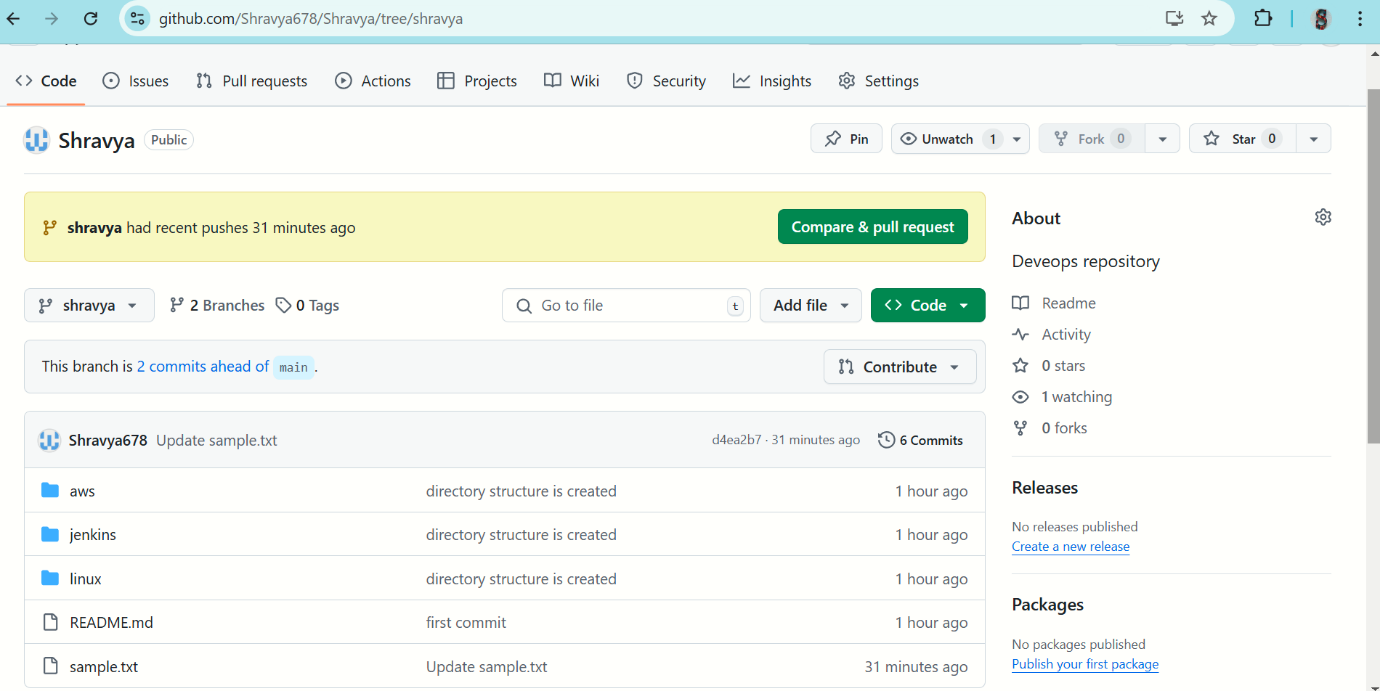 github.com/Shravya678/Shravya/tree/shravya
Code Issues Pull requests Actions Projects Wiki Security Insights Settings
Shravya Public
Pin Unwatch 1 Fork 0 Star 0
shravya had recent pushes 31 minutes ago
Compare & pull request
shravya 2 Branches 0 Tags
Go to file t Add file Code
This branch is 2 commits ahead of main.
Contribute
Shravya678 Update sample.txt d4ea2b7 · 31 minutes ago 6 Commits
aws directory structure is created 1 hour ago
jenkins directory structure is created 1 hour ago
linux directory structure is created 1 hour ago
README.md first commit 1 hour ago
sample.txt Update sample.txt 31 minutes ago
About
Deveops repository
Readme
Activity
0 stars
1 watching
0 forks
Releases
No releases published
Create a new release
Packages
No packages published
Publish your first package